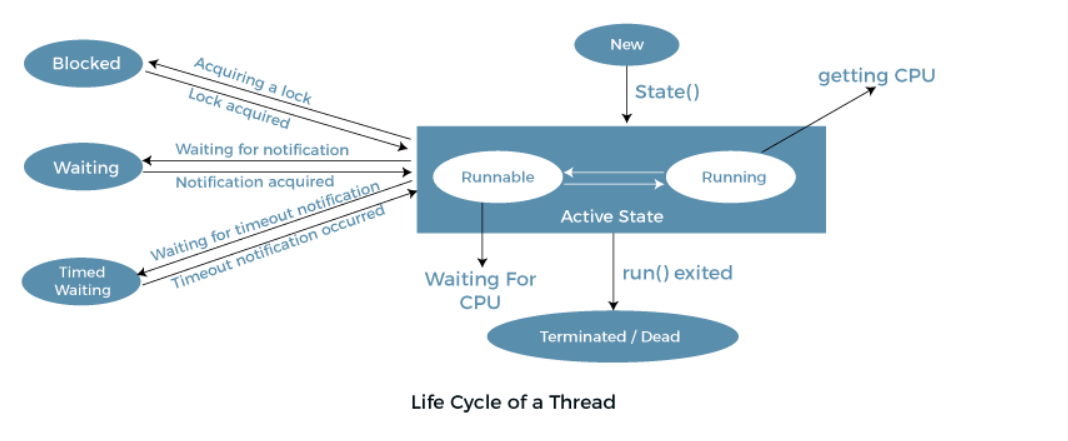 New
Blocked
Acquiring a lock
Lock acquired
State()
getting CPU
Waiting
Waiting for notification
Notification acquired
Runnable
Running
Active State
Waiting for timeout notification
Timeout notification occurred
Timed
Waiting
Waiting For
CPU
run() exited
Terminated / Dead
Life Cycle of a Thread